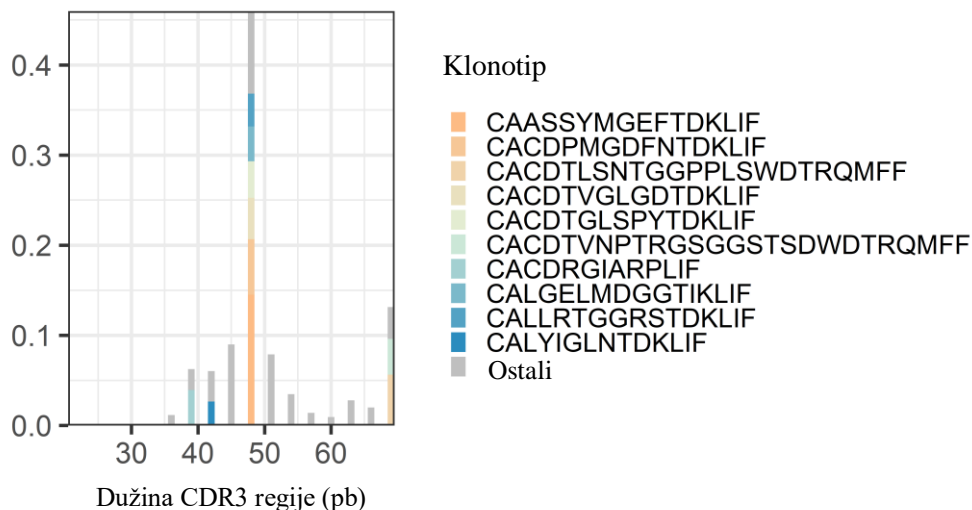 0.4
0.3
0.2
0.1
0.0
30 40 50 60
Dužina CDR3 regije (pb)
Klonotip
CAASSYMGEFTDKLIF
CACDPMGDFNTDKLIF
CACDTLSNTGGPPLSWDTRQMFF
CACDTVGLGDTDKLIF
CACDTGLSPYTDKLIF
CACDTVNPTRGSGGSTSDWDTRQMFF
CACDRGIARPLIF
CALGELMDGGTIKLIF
CALLRTGGRSTDKLIF
CALYIGLNTDKLIF
Ostali